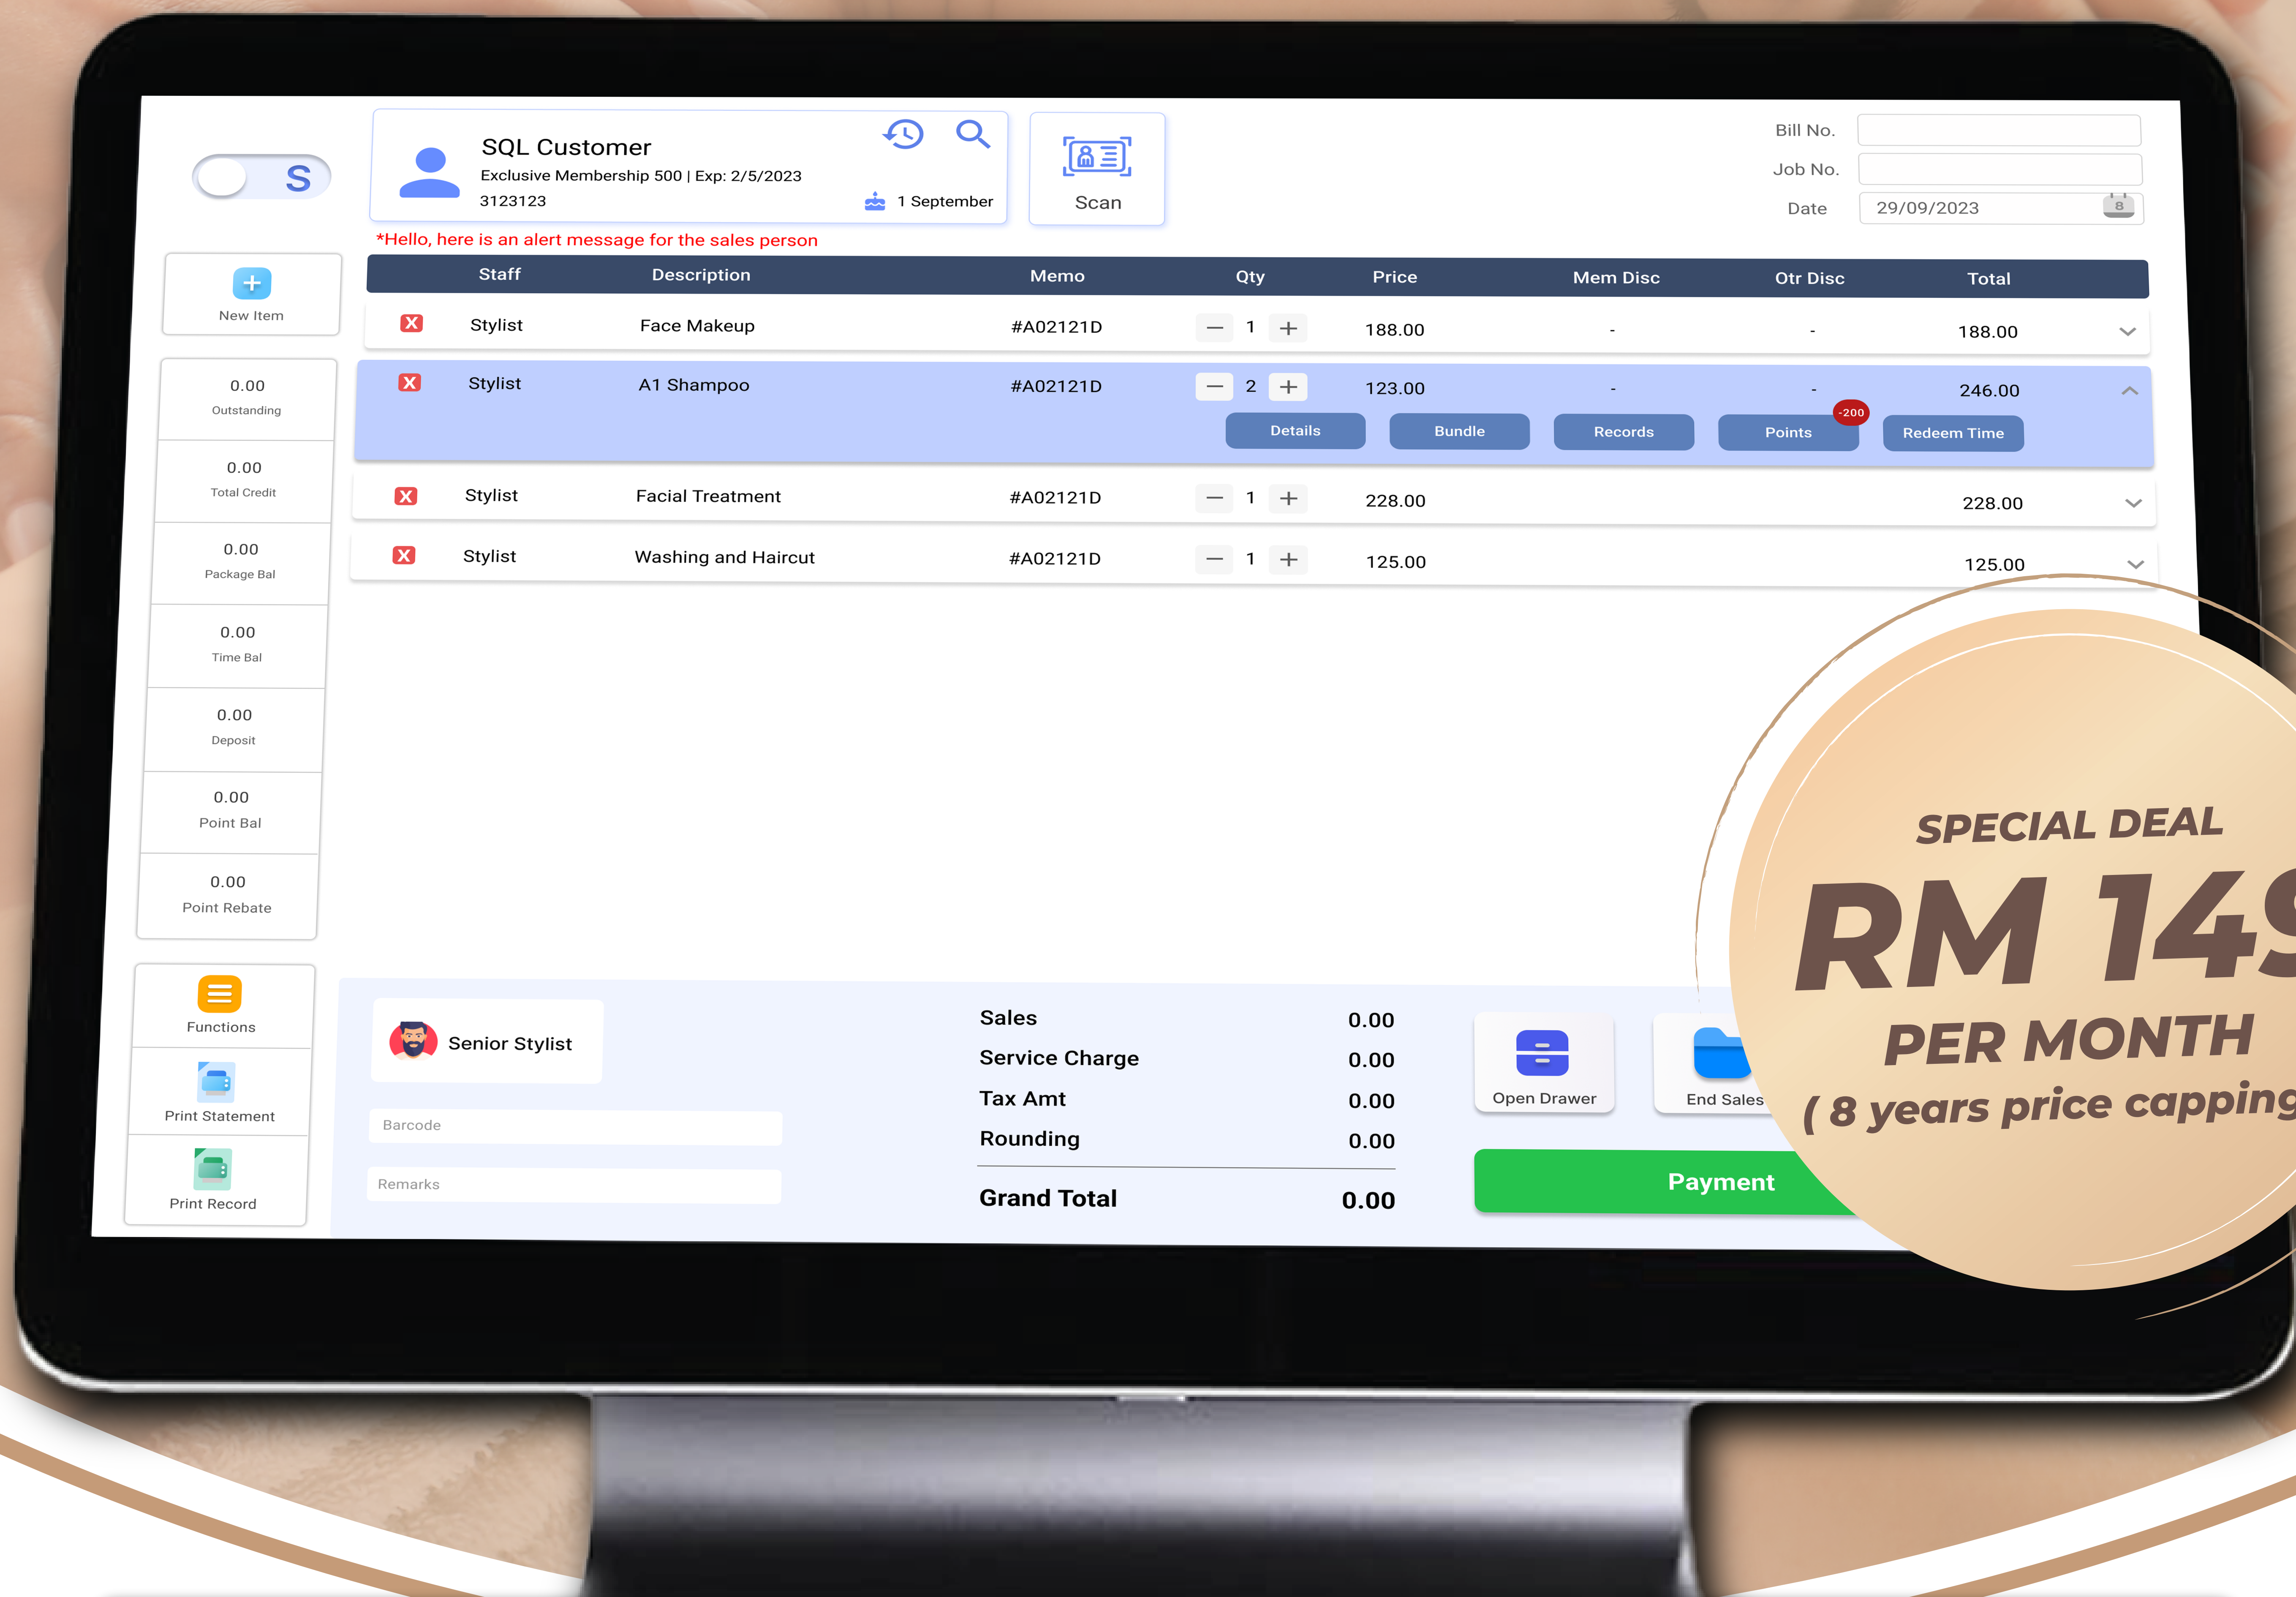 S
SQL Customer
Exclusive Membership 500 | Exp: 2/5/2023
3123123
1 September
Scan
Bill No.
Job No.
Date 29/09/2023 8
*Hello, here is an alert message for the sales person
New Item
Staff Description Memo Qty Price Mem Disc Otr Disc Total
X Stylist Face Makeup #A02121D — 1 + 188.00 - - 188.00
X Stylist A1 Shampoo #A02121D — 2 + 123.00 - - 246.00
Details Bundle Records Points -200 Redeem Time
X Stylist Facial Treatment #A02121D — 1 + 228.00 228.00
X Stylist Washing and Haircut #A02121D — 1 + 125.00 125.00
0.00
Outstanding
0.00
Total Credit
0.00
Package Bal
0.00
Time Bal
0.00
Deposit
0.00
Point Bal
0.00
Point Rebate
Functions
Print Statement
Print Record
Senior Stylist
Barcode
Remarks
Sales 0.00
Service Charge 0.00
Tax Amt 0.00
Rounding 0.00
Grand Total 0.00
Open Drawer
End Sales
Payment
SPECIAL DEAL
RM 149
PER MONTH
( 8 years price capping